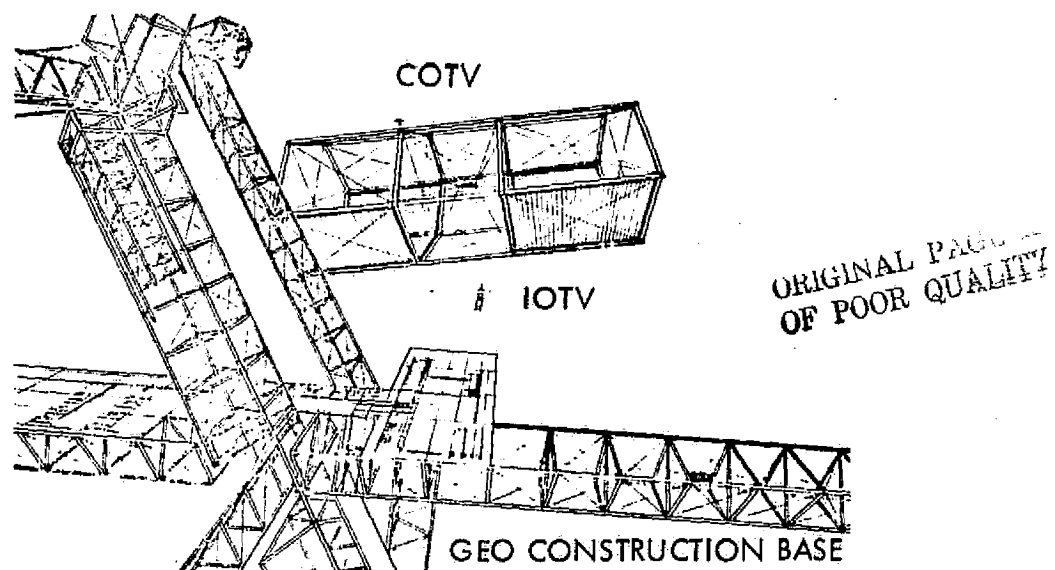 COTV
IOTV
ORIGINAL
OF POOR QUALITY
GEO CONSTRUCTION BASE